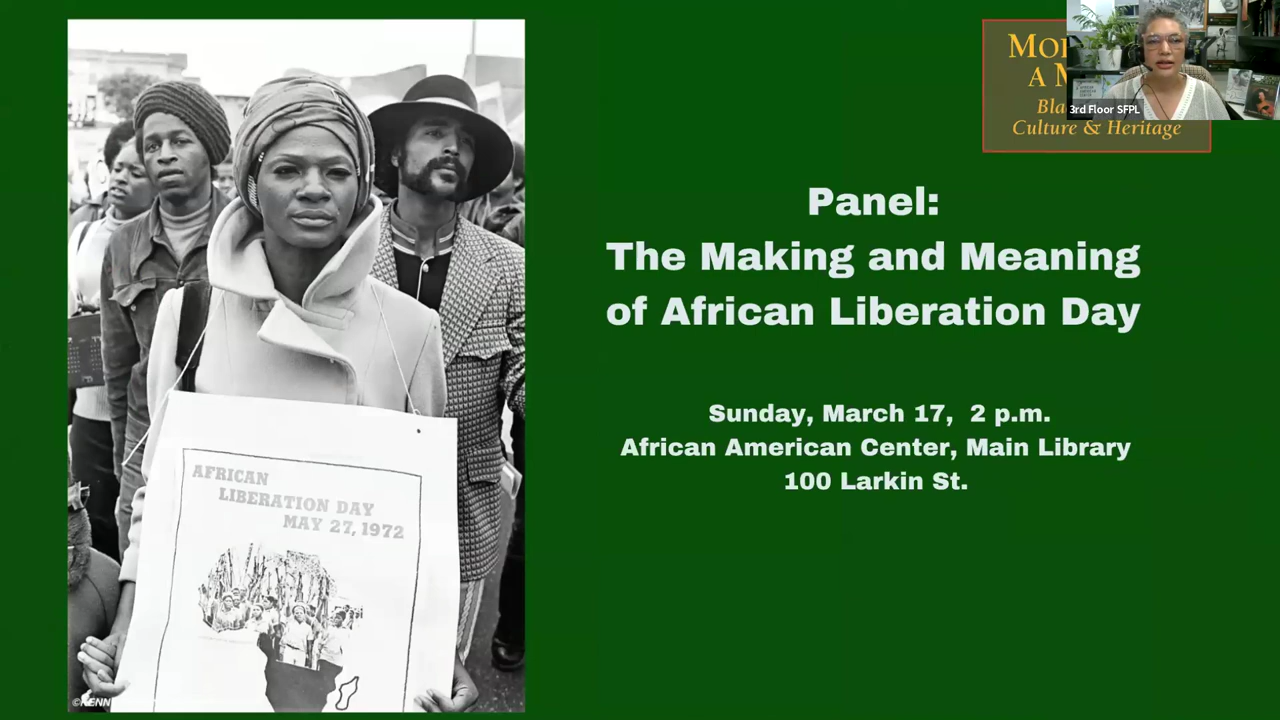 Panel:
The Making and Meaning
of African Liberation Day
Sunday, March 17, 2 p.m.
African American Center, Main Library
100 Larkin St.
Culture & Heritage
3rd Floor SFPL
AFRICAN
LIBERATION DAY
MAY 27, 1972